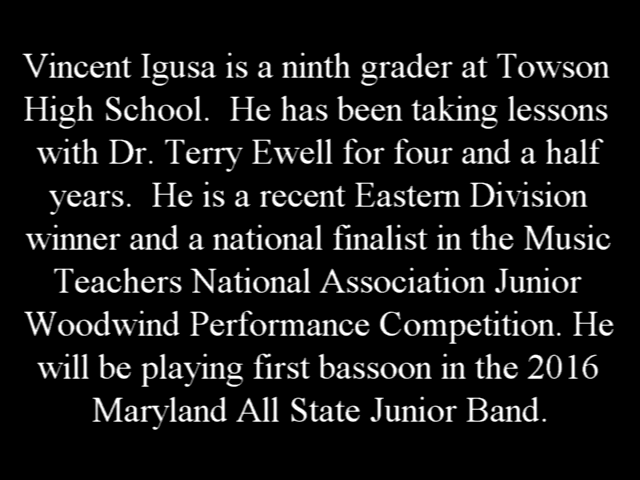 Vincent Igusa is a ninth grader at Towson
High School.  He has been taking lessons
with Dr. Terry Ewell for four and a half
years.  He is a recent Eastern Division
winner and a national finalist in the Music
Teachers National Association Junior
Woodwind Performance Competition. He
will be playing first bassoon in the 2016
Maryland All State Junior Band.